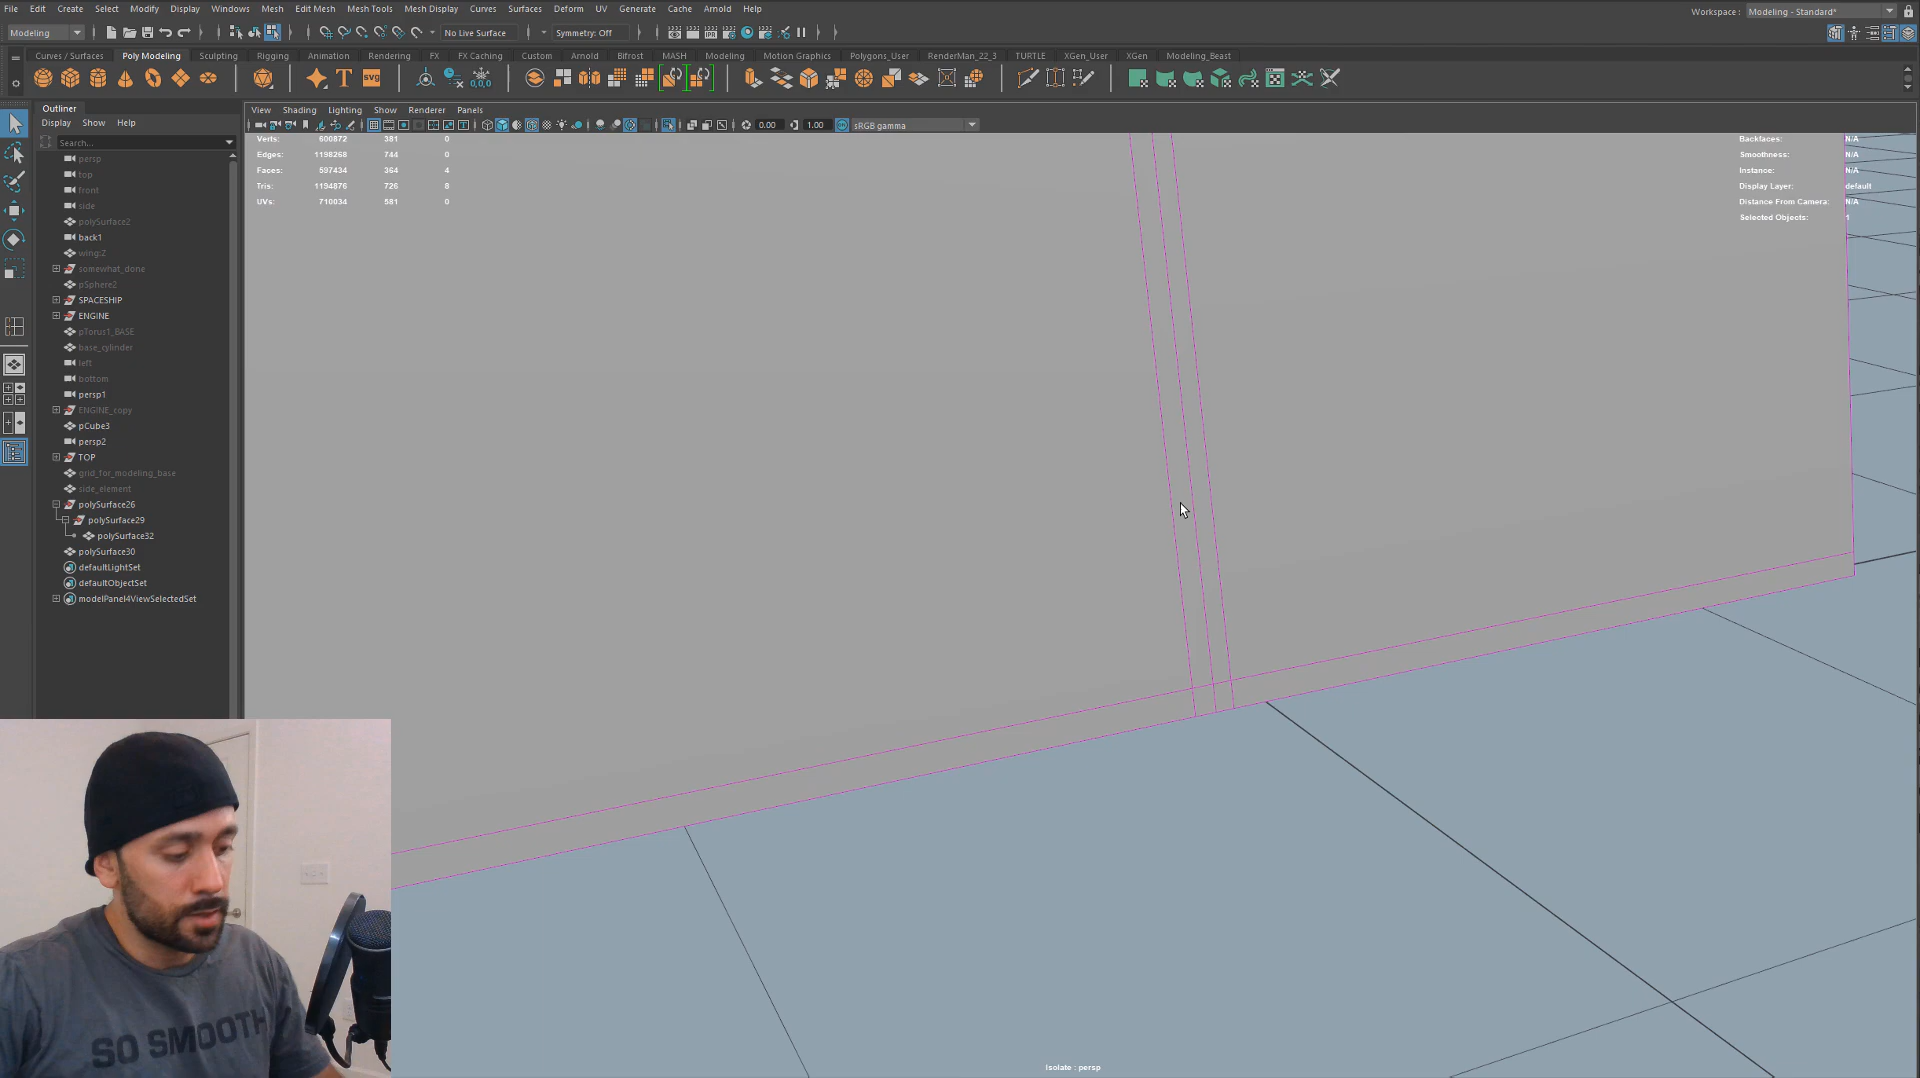 File Edit Create Select Modify Display Windows Mesh Edit Mesh Mesh Tools Mesh Display Curves Surfaces Deform UV Generate Cache Arnold Help
Workspace : Modeling - Standard*
Modeling
No Live Surface
Symmetry: Off
Curves / Surfaces Poly Modeling Sculpting Rigging Animation Rendering FX FX Caching Custom Arnold Bifrost MASH Modeling Motion Graphics Polygons_User RenderMan_22_3 TURTLE XGen_User XGen Modeling_Beast
T
SVG
0,0,0
Outliner
Display Show Help
Search...
persp
top
front
side
polySurface2
back1
wing:2
somewhat_done
pSphere2
SPACESHIP
ENGINE
pTorus1_BASE
base_cylinder
left
bottom
persp1
ENGINE_copy
pCube3
persp2
TOP
grid_for_modeling_base
side_element
polySurface26
polySurface29
polySurface32
polySurface30
defaultLightSet
defaultObjectSet
modelPanel4ViewSelectedSet
View Shading Lighting Show Renderer Panels
0.00
1.00
sRGB gamma
Verts: 600872 381 0
Edges: 1198268 744 0
Faces: 597434 364 4
Tris: 1194876 726 8
UVs: 710034 581 0
Backfaces: N/A
Smoothness: N/A
Instance: N/A
Display Layer: default
Distance From Camera: N/A
Selected Objects: 1
SO SMOOTH
Isolate : persp